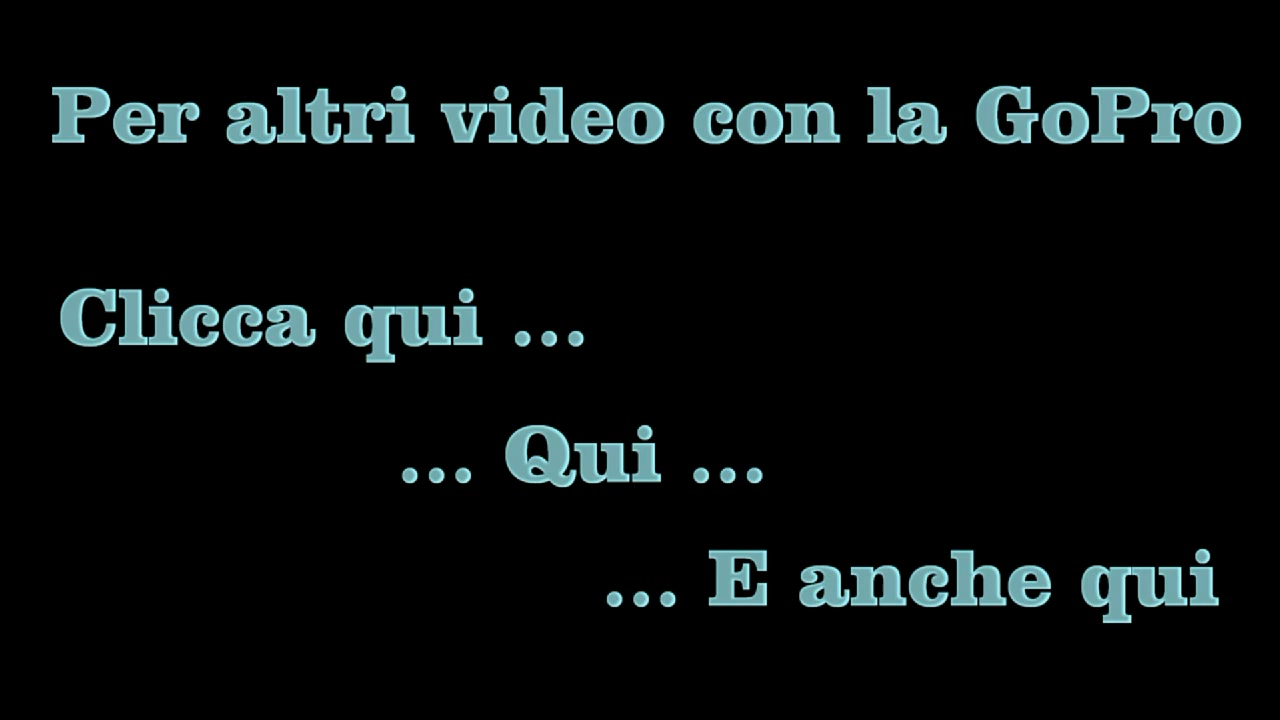 Per altri video con la GoPro
Clicca qui ...
... Qui ...
... E anche qui